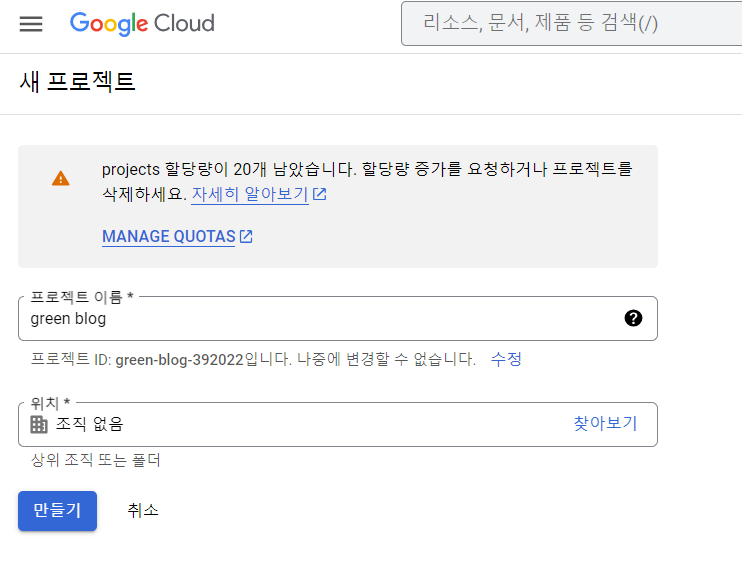 Google Cloud
리소스, 문서, 제품 등 검색(/)
새 프로젝트
projects 할당량이 20개 남았습니다. 할당량 증가를 요청하거나 프로젝트를
삭제하세요. 자세히 알아보기
MANAGE QUOTAS
프로젝트 이름 *
green blog
프로젝트 ID: green-blog-392022입니다. 나중에 변경할 수 없습니다. 수정
위치 *
조직 없음 찾아보기
상위 조직 또는 폴더
만들기 취소